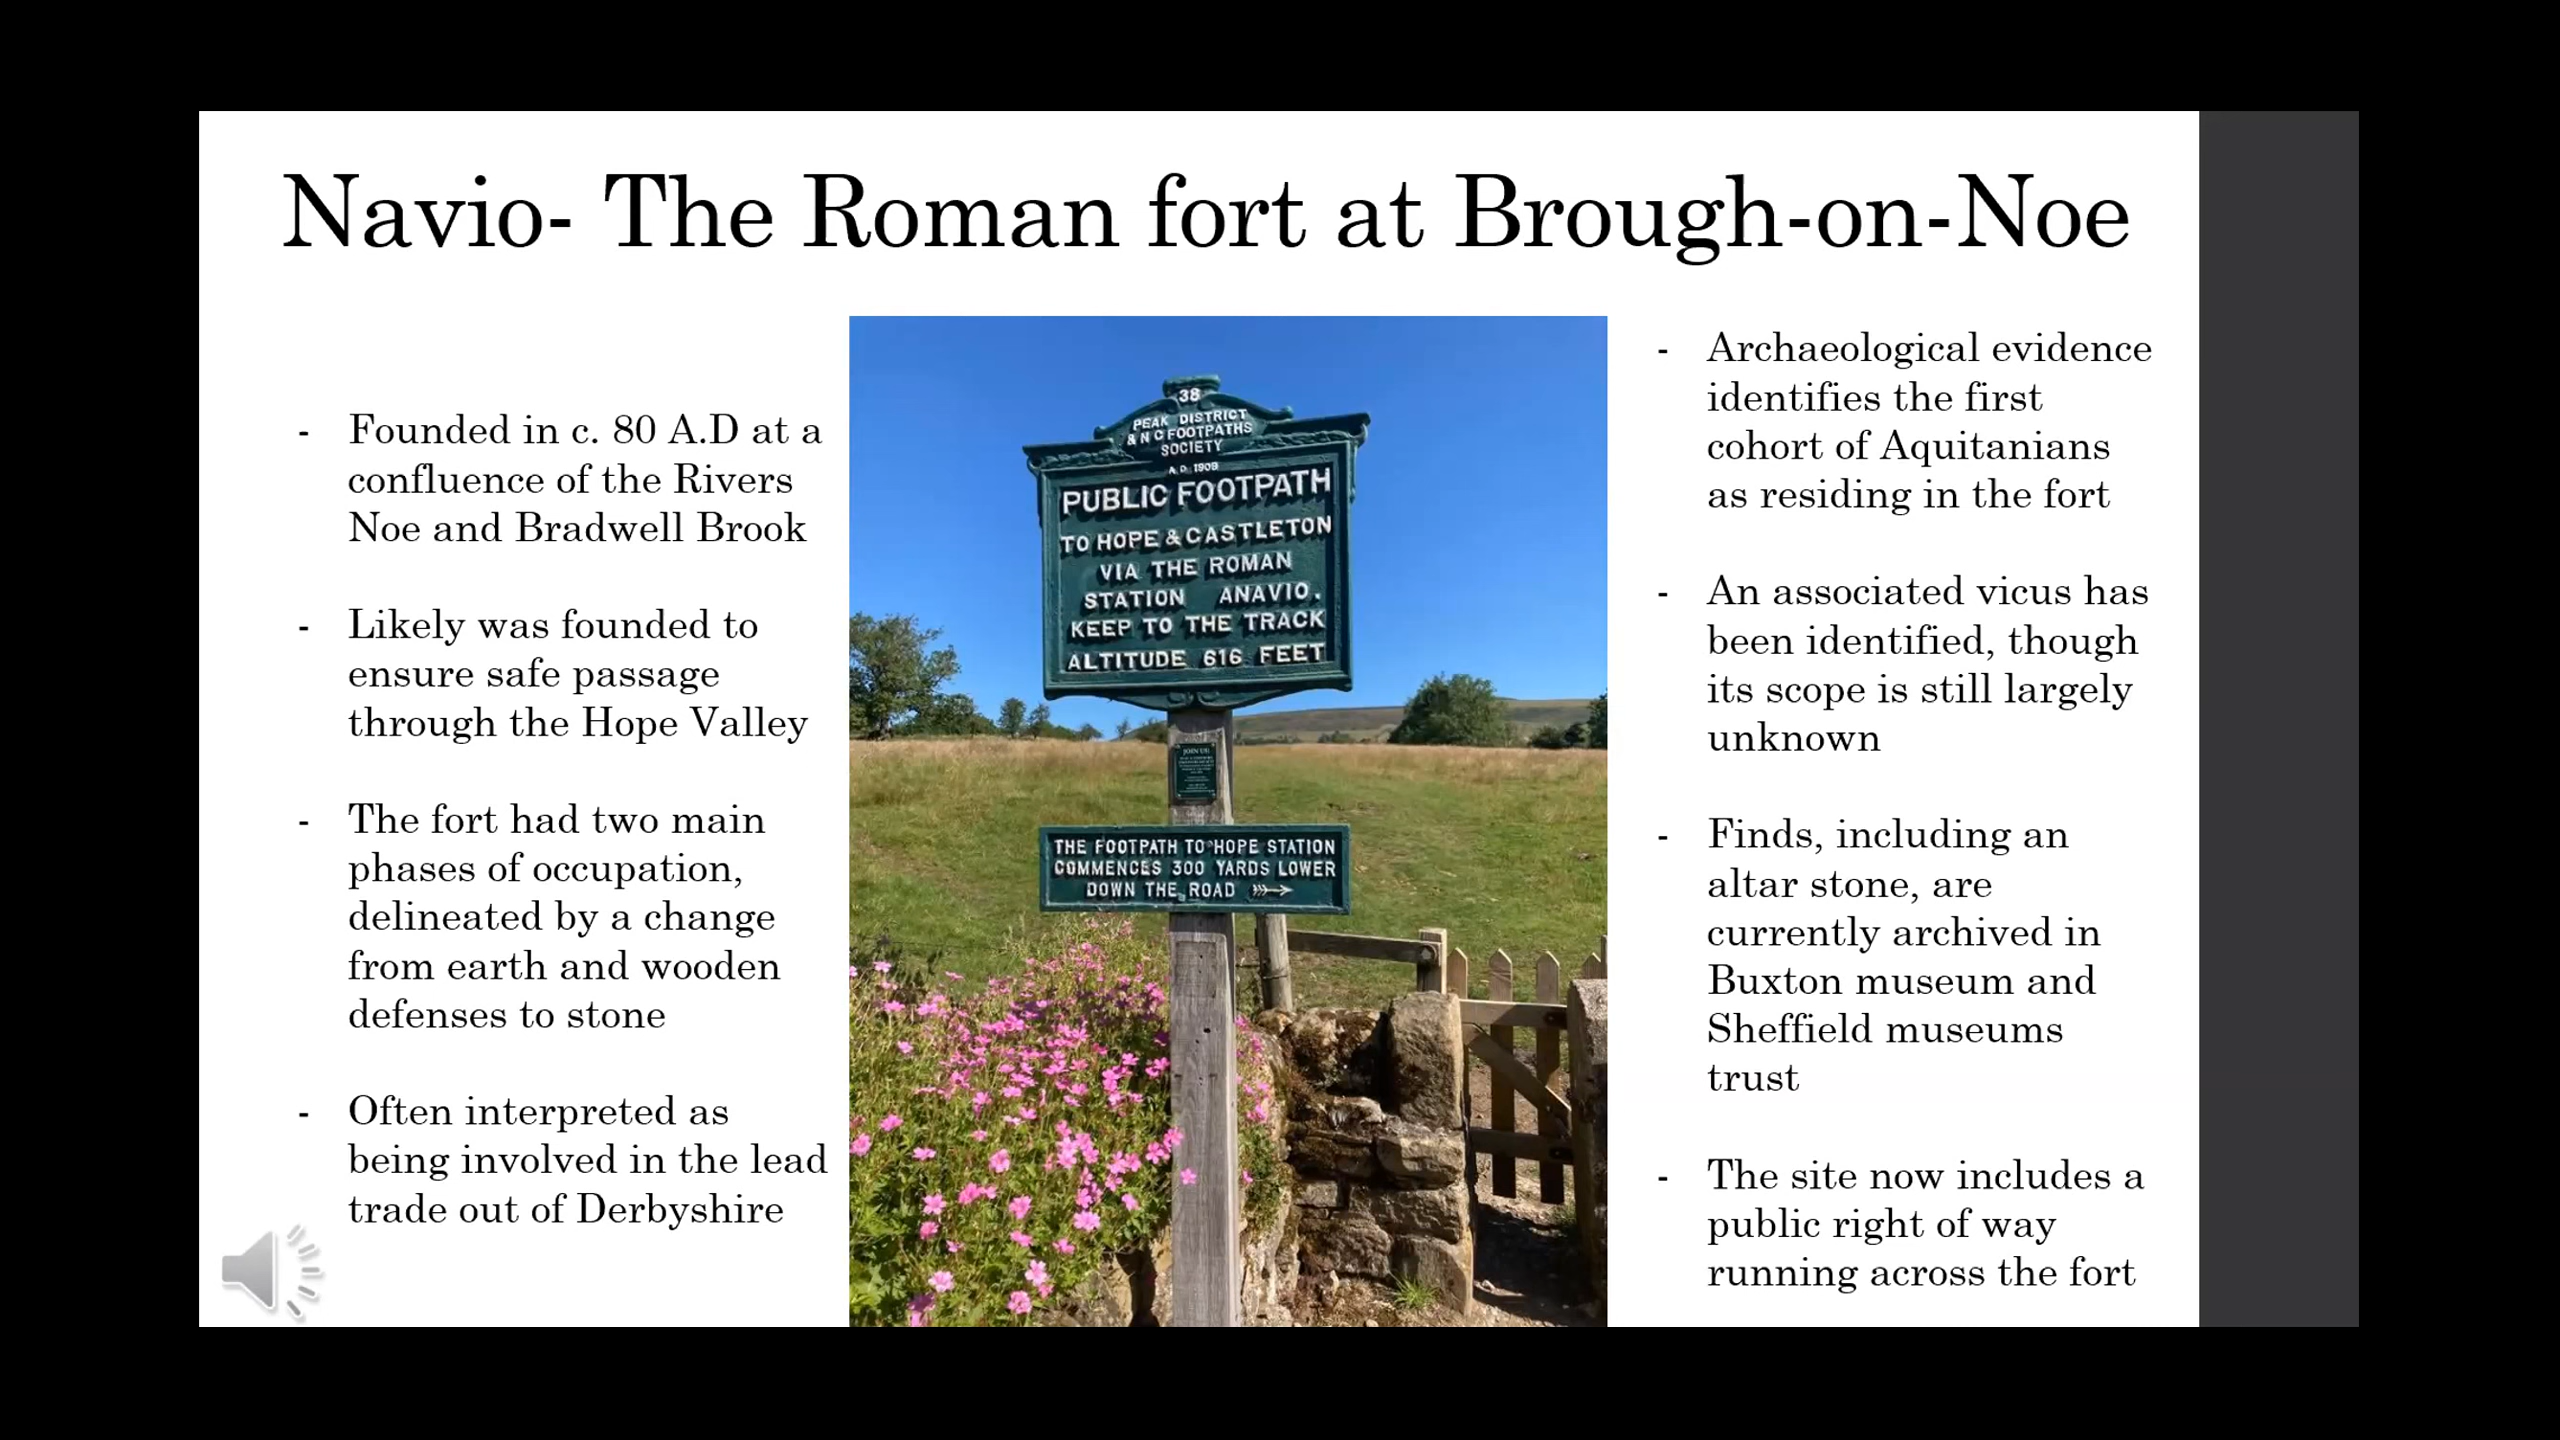 Navio- The Roman fort at Brough-on-Noe
- Founded in c. 80 A.D at a
confluence of the Rivers
Noe and Bradwell Brook
- Likely was founded to
ensure safe passage
through the Hope Valley
- The fort had two main
phases of occupation,
delineated by a change
from earth and wooden
defenses to stone
- Often interpreted as
being involved in the lead
trade out of Derbyshire
38
PEAK DISTRICT
& N C FOOTPATHS
SOCIETY
A.D. 1909
PUBLIC FOOTPATH
TO HOPE & CASTLETON
VIA THE ROMAN
STATION ANAVIO.
KEEP TO THE TRACK
ALTITUDE 616 FEET
JOIN US!
THE FOOTPATH TO HOPE STATION
COMMENCES 300 YARDS LOWER
DOWN THE ROAD
- Archaeological evidence
identifies the first
cohort of Aquitanians
as residing in the fort
- An associated vicus has
been identified, though
its scope is still largely
unknown
- Finds, including an
altar stone, are
currently archived in
Buxton museum and
Sheffield museums
trust
- The site now includes a
public right of way
running across the fort